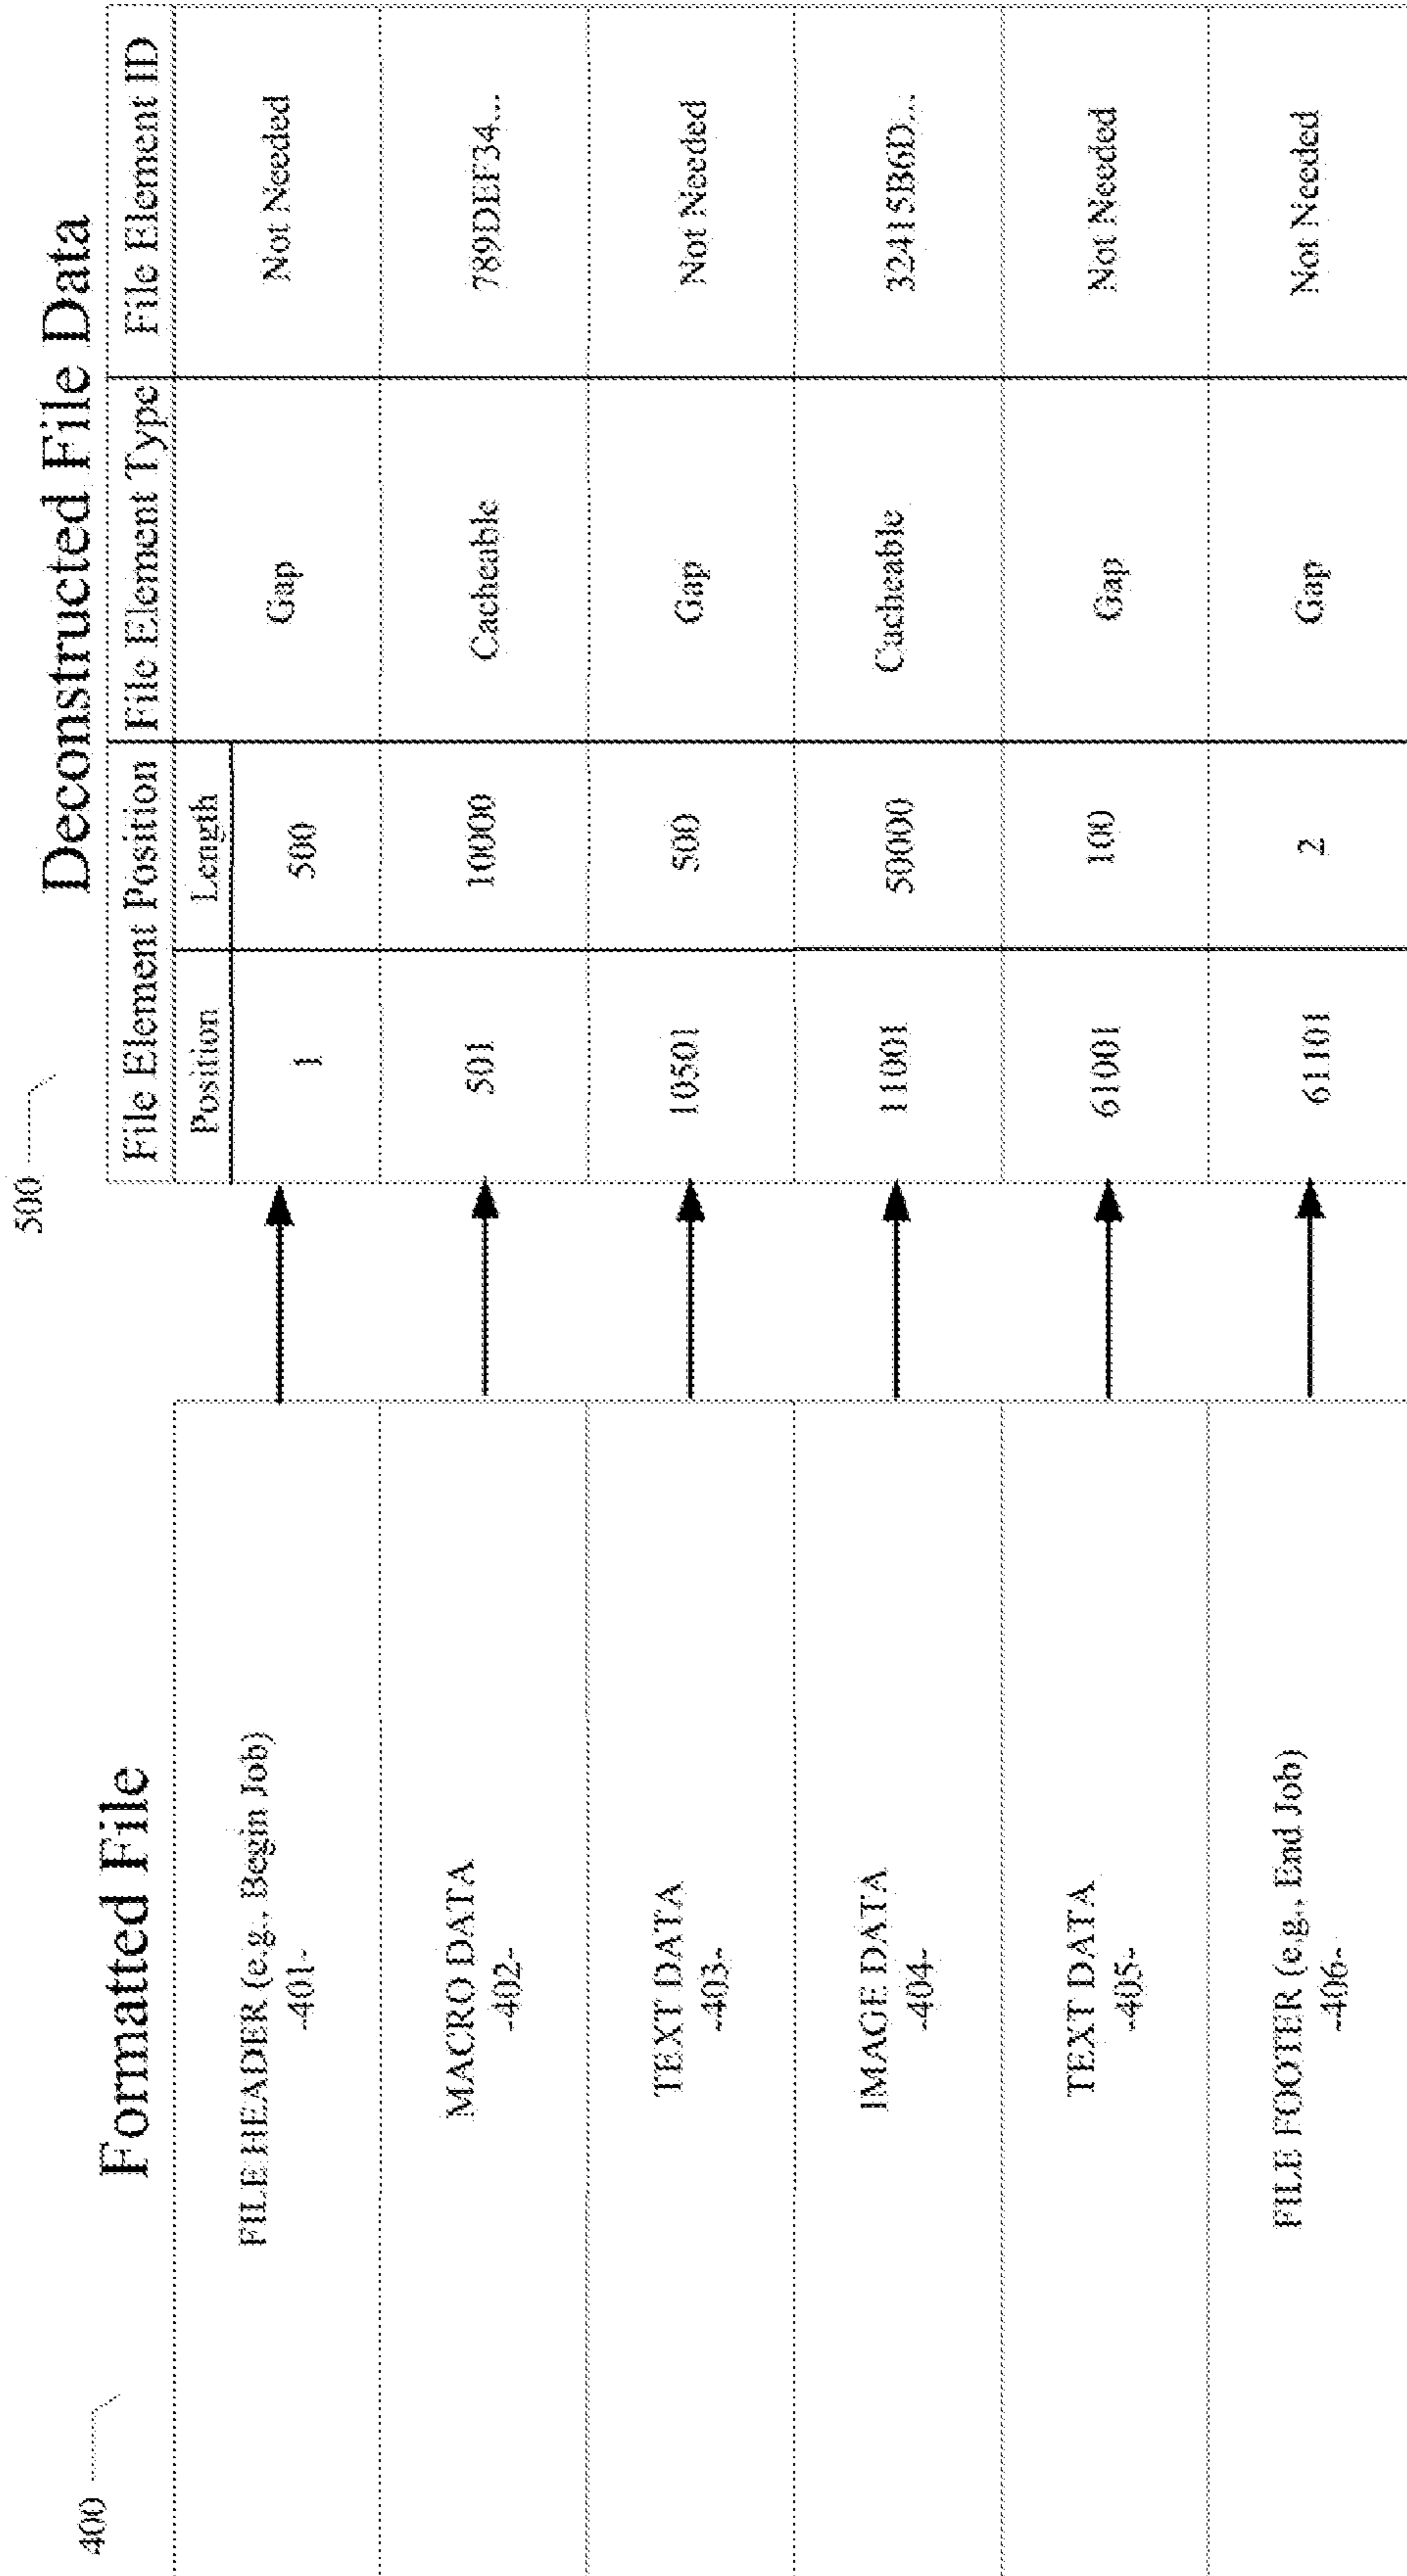 400
Formatted File
FILE HEADER (e.g., Begin Job)
-401-
MACRO DATA
-402-
TEXT DATA
-403-
IMAGE DATA
-404-
TEXT DATA
-405-
FILE FOOTER (e.g., End Job)
-406-
500
Deconstructed File Data
File Element Position File Element Type File Element ID
Position Length
1 500 Gap Not Needed
501 10000 Cacheable 789DEF34...
10501 500 Gap Not Needed
11001 50000 Cacheable 32415B6D...
61001 100 Gap Not Needed
61101 2 Gap Not Needed